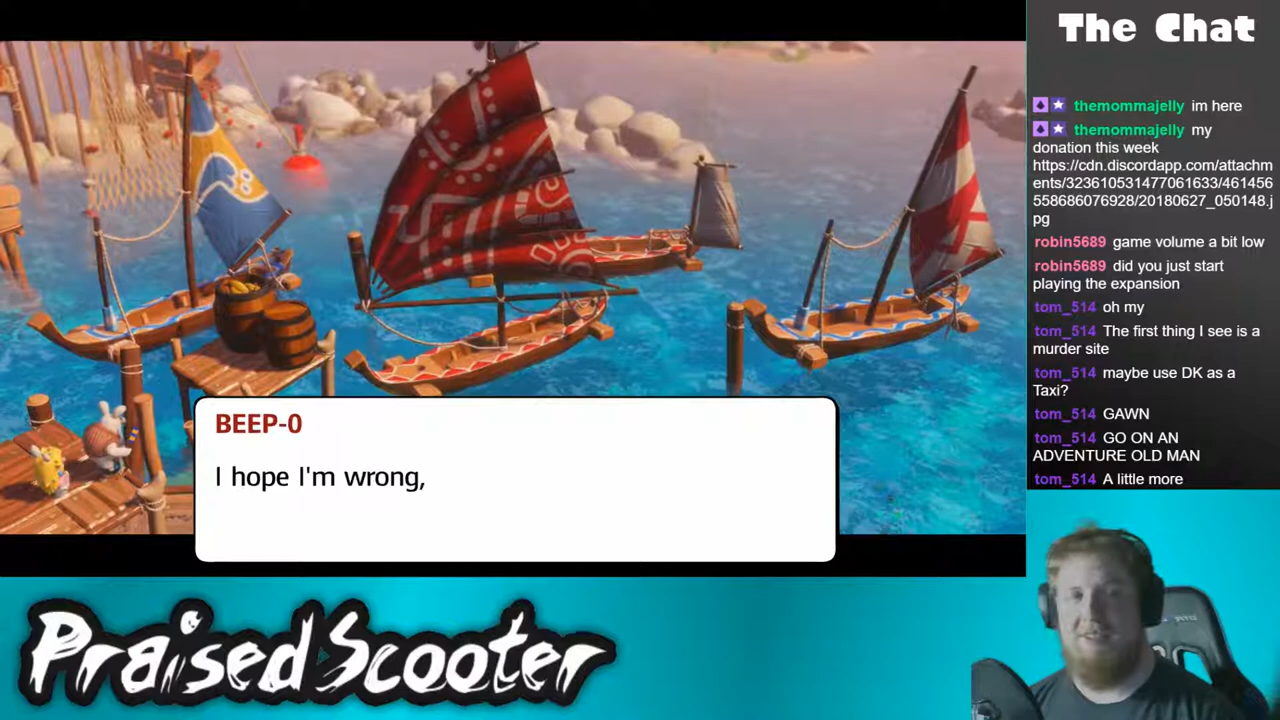 The Chat
themommajelly im here
themommajelly my
donation this week
https://cdn.discordapp.com/attachm
ents/323610531477061633/461456
558686076928/20180627_050148.j
pg
robin5689 game volume a bit low
robin5689 did you just start
playing the expansion
tom_514 oh my
tom_514 The first thing I see is a
murder site
tom_514 maybe use DK as a
Taxi?
tom_514 GAWN
tom_514 GO ON AN
ADVENTURE OLD MAN
tom_514 A little more
BEEP-0
I hope I'm wrong,
Praised Scooter